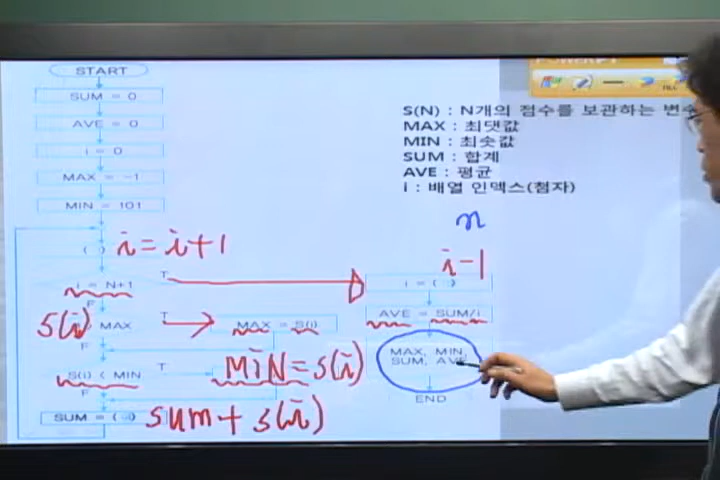 START
SUM = 0
AVE = 0
i = 0
MAX = -1
MIN = 101
i = i + 1
i = N+1
T
F
S(i)
MAX
T
MAX = S(i)
F
S(i) < MIN
T
MIN = S(i)
F
SUM =
sum + s(i)
S(N) : N개의 점수를 보관하는 변수
MAX : 최댓값
MIN : 최솟값
SUM : 합계
AVE : 평균
i : 배열 인덱스(첨자)
n
i-1
i = ( )
AVE = SUM/i
MAX, MIN
SUM, AVE
END